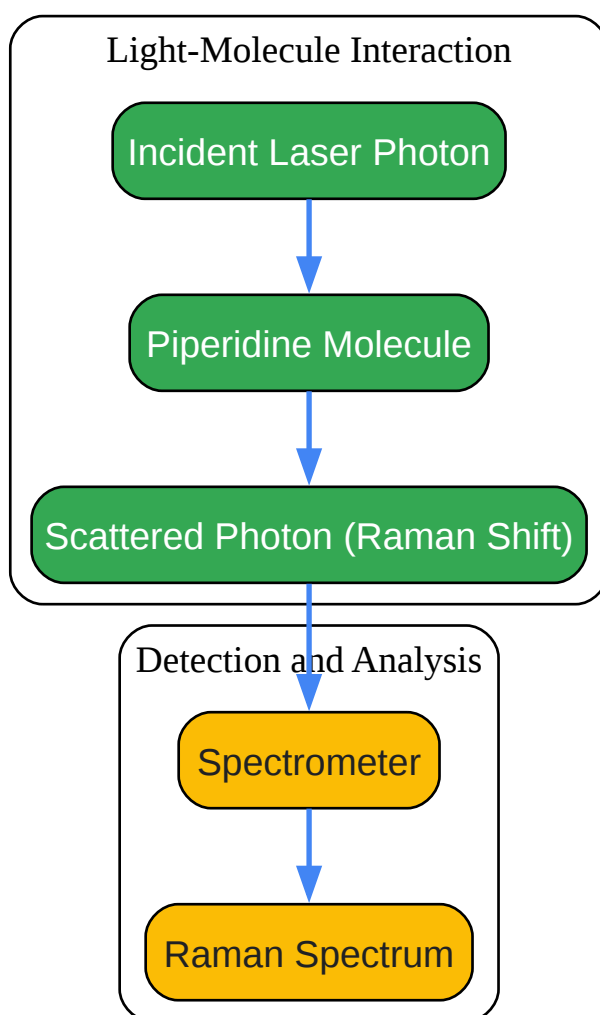 Light-Molecule Interaction
Incident Laser Photon
Piperidine Molecule
Scattered Photon (Raman Shift)
Detection and Analysis
Spectrometer
Raman Spectrum